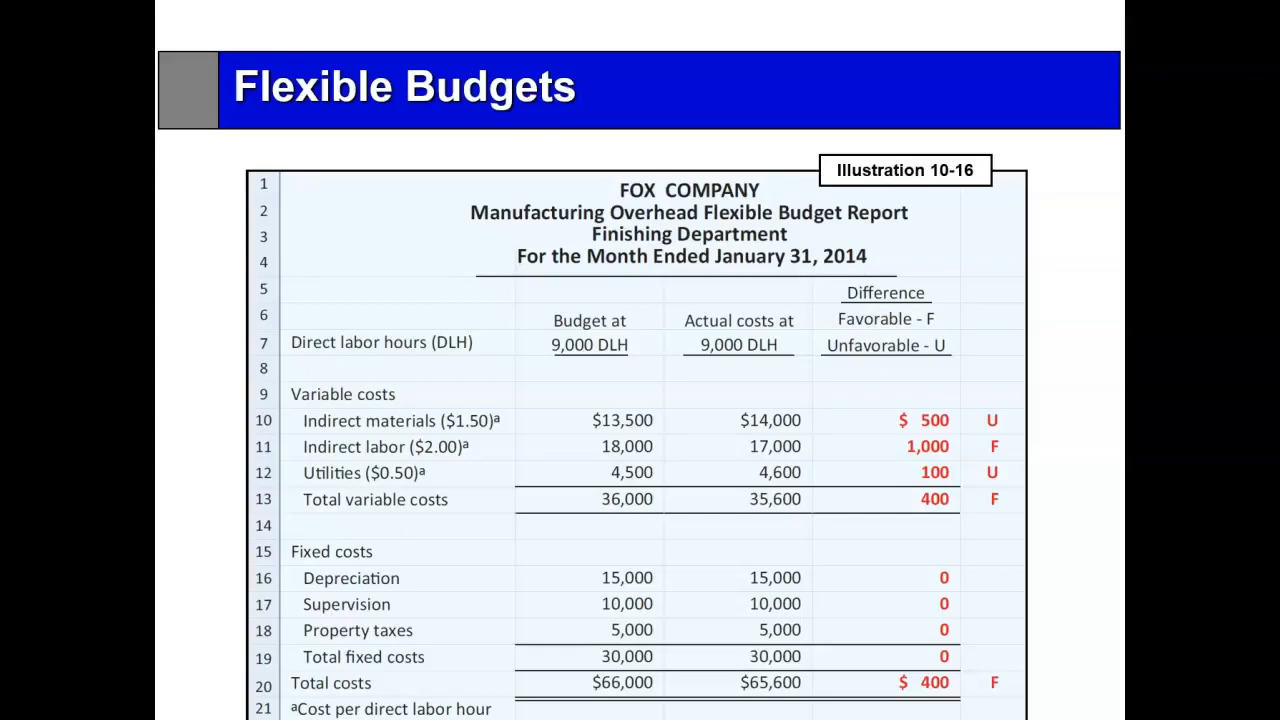 Flexible Budgets
Illustration 10-16
1 FOX COMPANY
2 Manufacturing Overhead Flexible Budget Report
3 Finishing Department
4 For the Month Ended January 31, 2014
5 Difference
6 Budget at Actual costs at Favorable - F
7 Direct labor hours (DLH) 9,000 DLH 9,000 DLH Unfavorable - U
8
9 Variable costs
10 Indirect materials ($1.50)ª $13,500 $14,000 $ 500 U
11 Indirect labor ($2.00)ª 18,000 17,000 1,000 F
12 Utilities ($0.50)ª 4,500 4,600 100 U
13 Total variable costs 36,000 35,600 400 F
14
15 Fixed costs
16 Depreciation 15,000 15,000 0
17 Supervision 10,000 10,000 0
18 Property taxes 5,000 5,000 0
19 Total fixed costs 30,000 30,000 0
20 Total costs $66,000 $65,600 $ 400 F
21 ªCost per direct labor hour